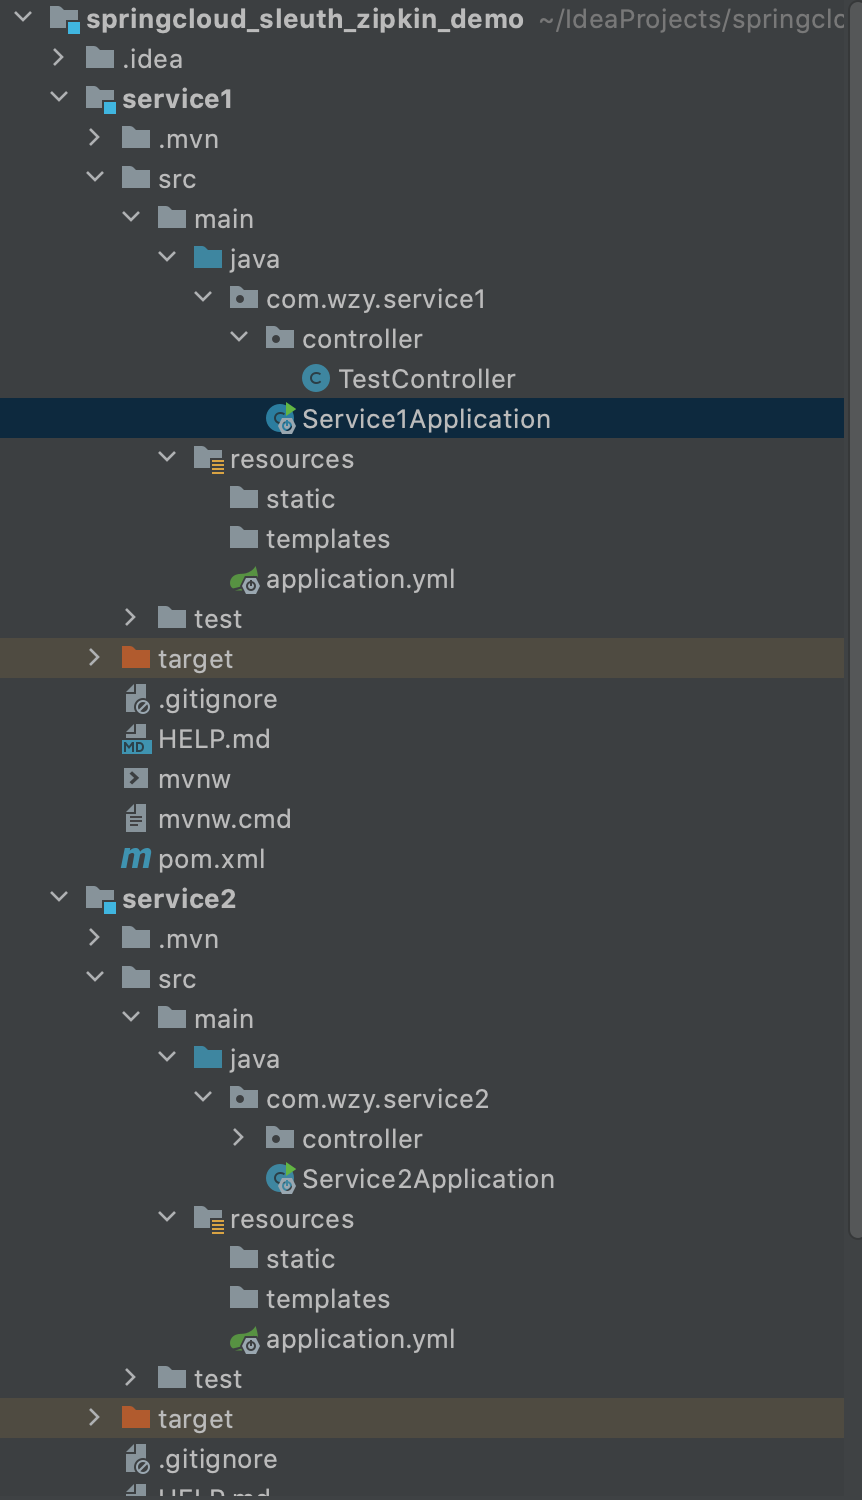 springcloud_sleuth_zipkin_demo ~/IdeaProjects/springclo
.idea
service1
.mvn
src
main
java
com.wzy.service1
controller
C TestController
Service1Application
resources
static
templates
application.yml
test
target
.gitignore
MD HELP.md
mvnw
mvnw.cmd
m pom.xml
service2
.mvn
src
main
java
com.wzy.service2
controller
Service2Application
resources
static
templates
application.yml
test
target
.gitignore
HELP.md